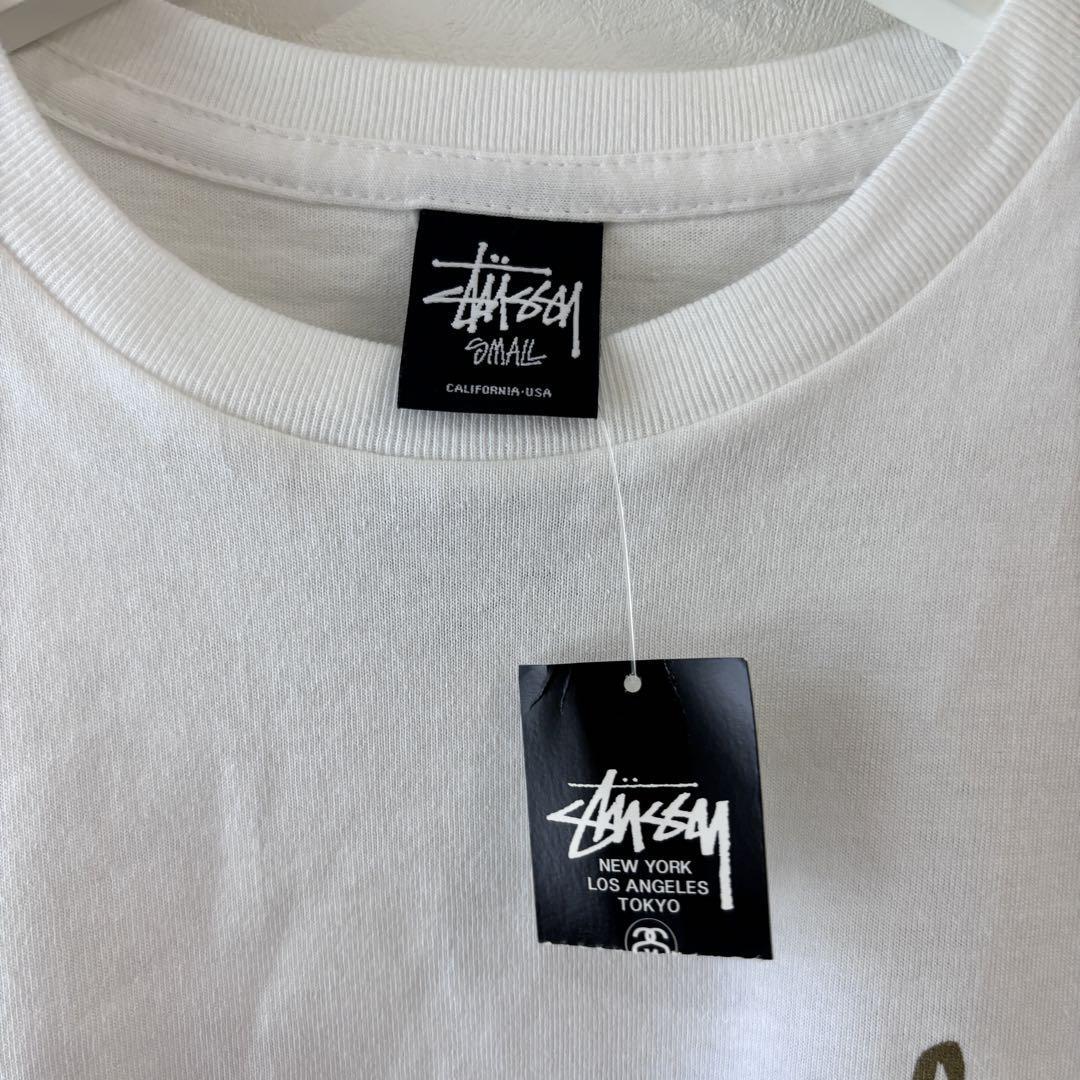 Stüssy
SMALL
CALIFORNIA·USA
Stüssy
NEW YORK
LOS ANGELES
TOKYO